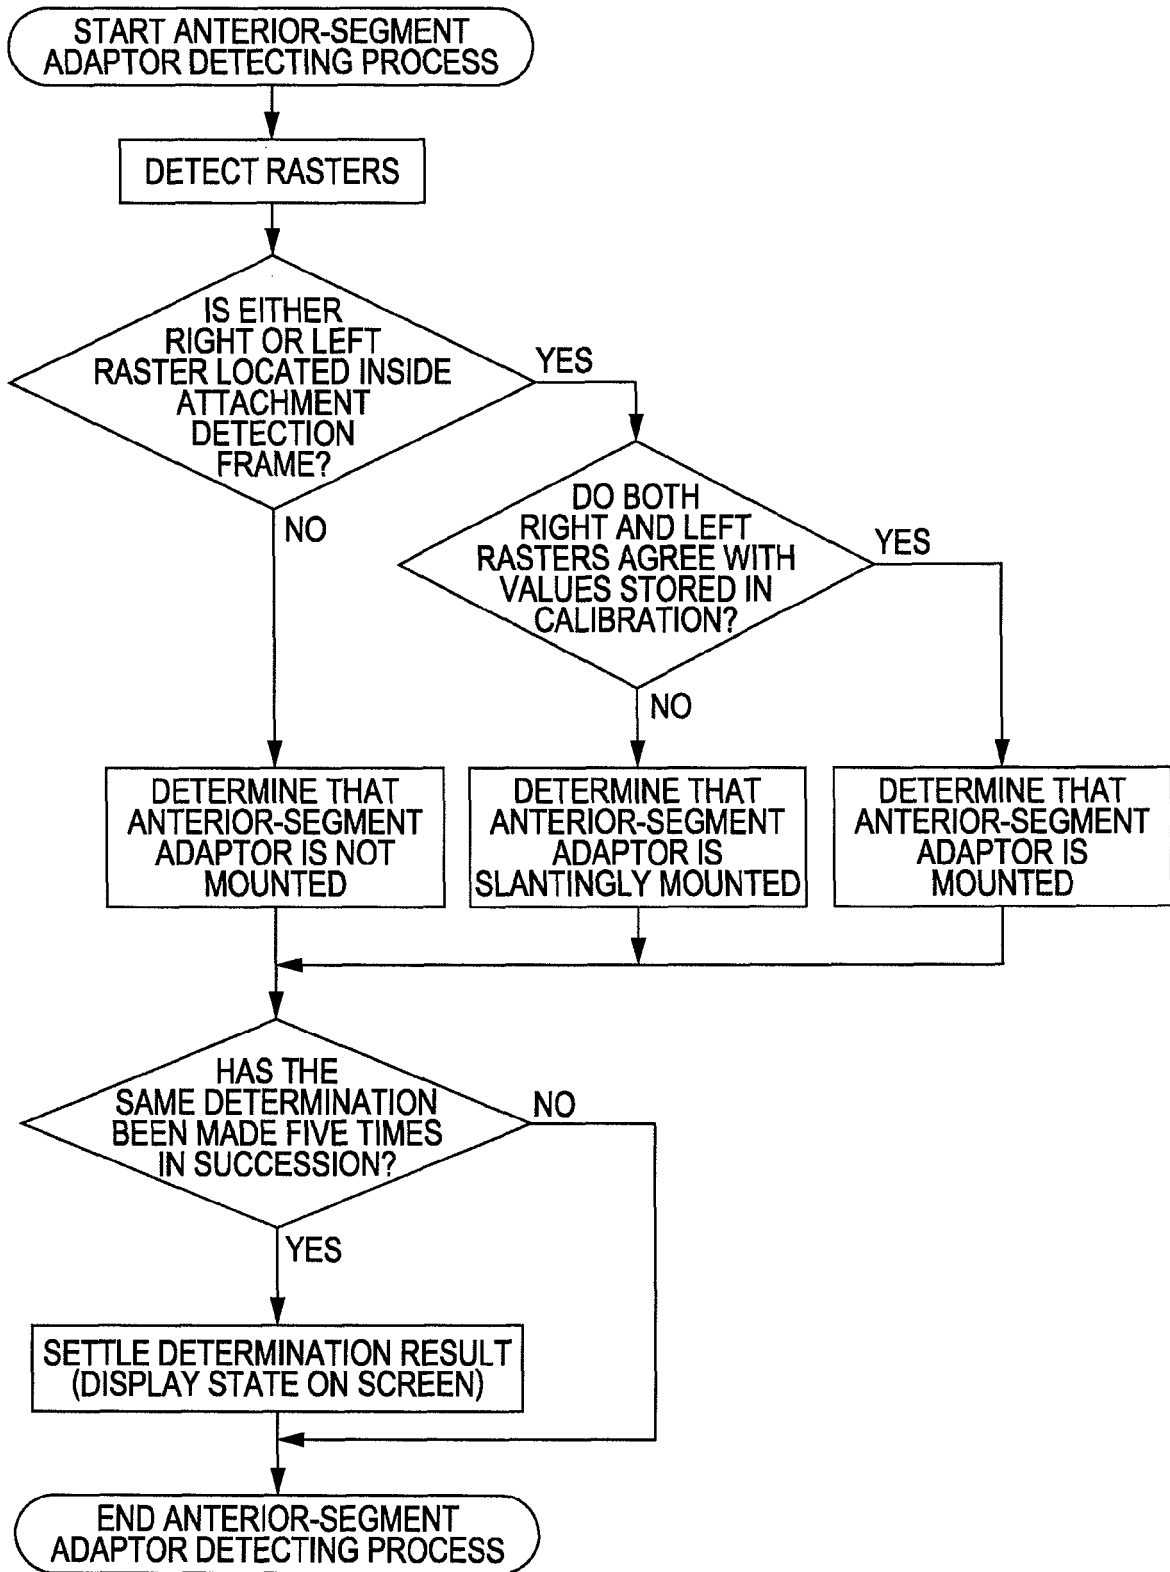 START ANTERIOR-SEGMENT
ADAPTOR DETECTING PROCESS
DETECT RASTERS
IS EITHER
RIGHT OR LEFT
RASTER LOCATED INSIDE
ATTACHMENT
DETECTION
FRAME?
YES
NO
DO BOTH
RIGHT AND LEFT
RASTERS AGREE WITH
VALUES STORED IN
CALIBRATION?
YES
NO
DETERMINE THAT
ANTERIOR-SEGMENT
ADAPTOR IS NOT
MOUNTED
DETERMINE THAT
ANTERIOR-SEGMENT
ADAPTOR IS
SLANTINGLY MOUNTED
DETERMINE THAT
ANTERIOR-SEGMENT
ADAPTOR IS
MOUNTED
HAS THE
SAME DETERMINATION
BEEN MADE FIVE TIMES
IN SUCCESSION?
NO
YES
SETTLE DETERMINATION RESULT
(DISPLAY STATE ON SCREEN)
END ANTERIOR-SEGMENT
ADAPTOR DETECTING PROCESS